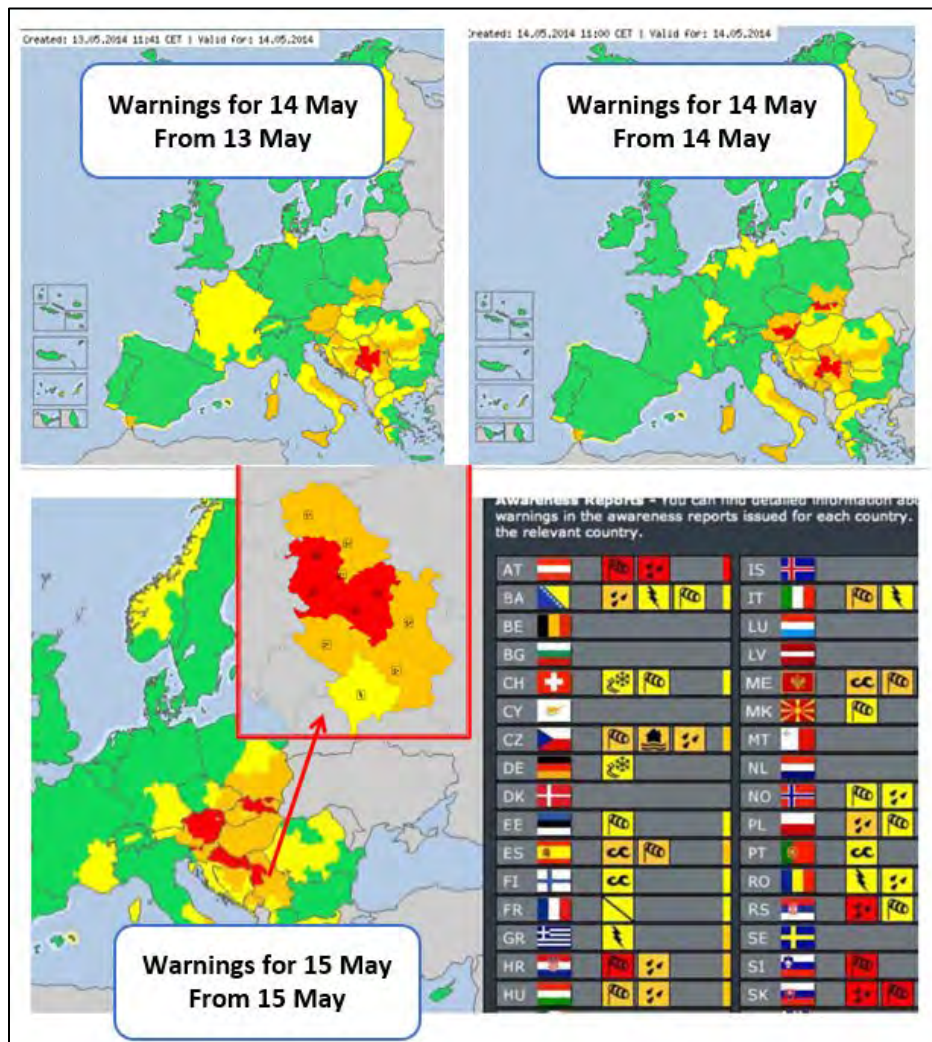 Created: 13.05.2014 11:41 CET | Valid for: 14.05.2014
Created: 14.05.2014 11:00 CET | Valid for: 14.05.2014
Warnings for 14 May
From 13 May
Warnings for 14 May
From 14 May
Awareness Reports - You can find detailed information abo
warnings in the awareness reports issued for each country.
the relevant country.
AT
IS
BA
IT
BE
LU
BG
LV
CH
ME
CY
MK
CZ
MT
DE
NL
DK
NO
EE
PL
ES
PT
FI
RO
FR
RS
GR
SE
HR
SI
HU
SK
Warnings for 15 May
From 15 May